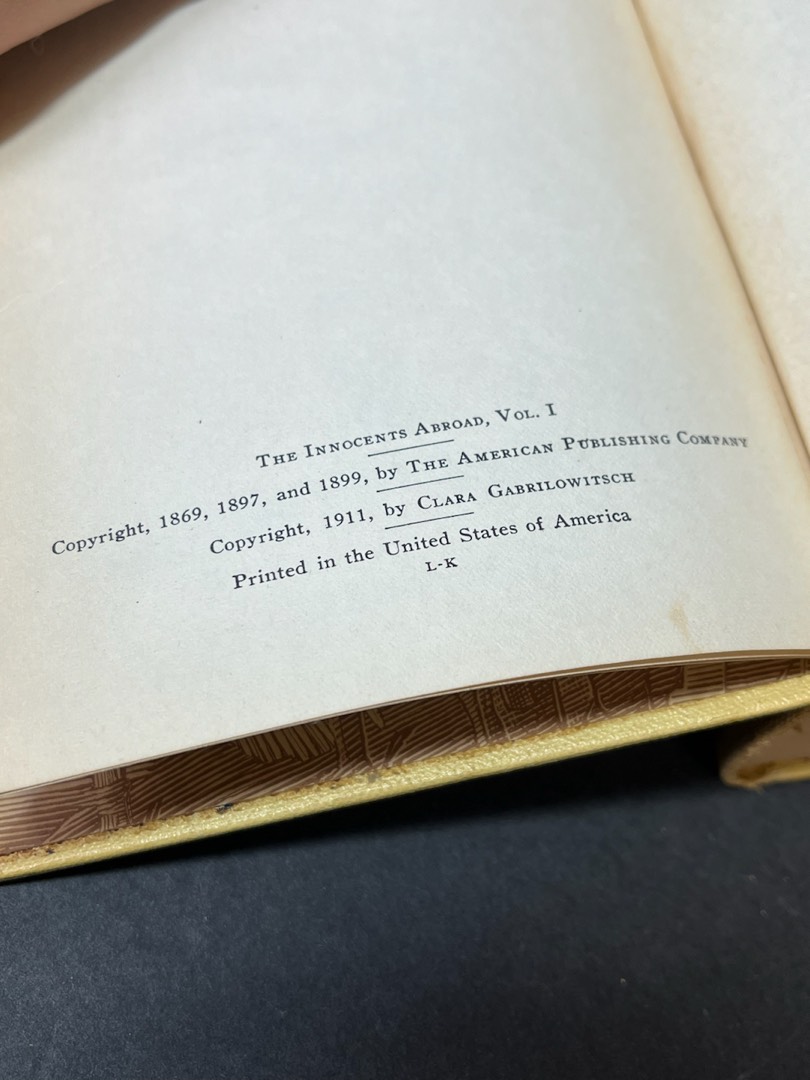 The Innocents Abroad, Vol. I
Copyright, 1869, 1897, and 1899, by The American Publishing Company
Copyright, 1911, by Clara Gabrilowitsch
Printed in the United States of America
L-K